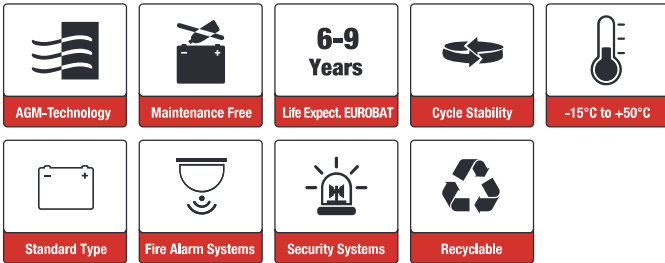 6-9
Years
AGM-Technology
Maintenance Free
Life Expect. EUROBAT
Cycle Stability
-15°C to +50°C
Standard Type
Fire Alarm Systems
Security Systems
Recyclable